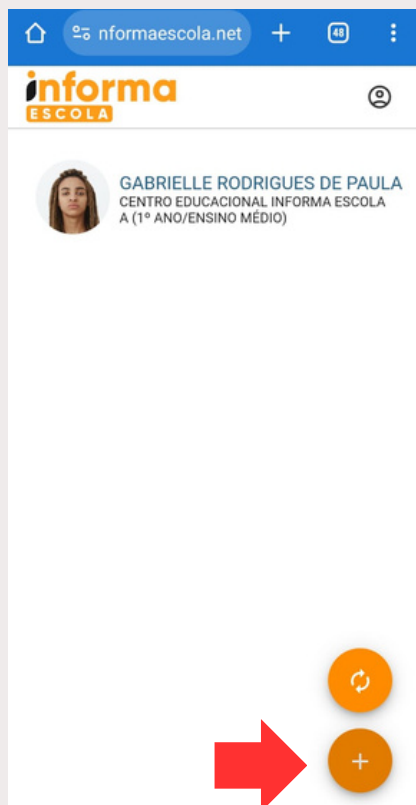 nformaescola.net
48
informa
ESCOLA
GABRIELLE RODRIGUES DE PAULA
CENTRO EDUCACIONAL INFORMA ESCOLA
A (1º ANO/ENSINO MÉDIO)